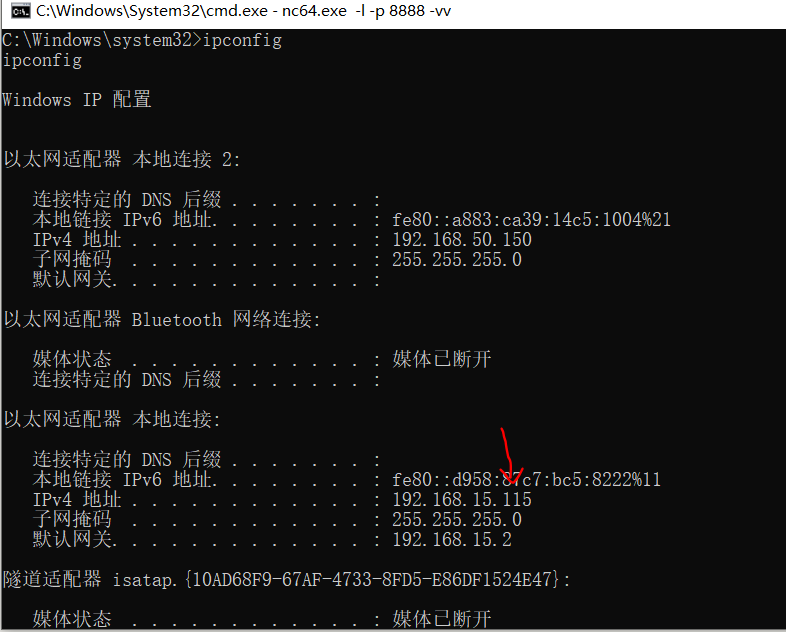 C:\Windows\System32\cmd.exe - nc64.exe  -l -p 8888 -vv
C:\Windows\system32>ipconfig
ipconfig
Windows IP 配置
以太网适配器 本地连接 2:
连接特定的 DNS 后缀 . . . . . . . :
本地链接 IPv6 地址. . . . . . . . : fe80::a883:ca39:14c5:1004%21
IPv4 地址 . . . . . . . . . . . . : 192.168.50.150
子网掩码  . . . . . . . . . . . . : 255.255.255.0
默认网关. . . . . . . . . . . . . :
以太网适配器 Bluetooth 网络连接:
媒体状态  . . . . . . . . . . . . : 媒体已断开
连接特定的 DNS 后缀 . . . . . . . :
以太网适配器 本地连接:
连接特定的 DNS 后缀 . . . . . . . :
本地链接 IPv6 地址. . . . . . . . : fe80::d958:87c7:bc5:8222%11
IPv4 地址 . . . . . . . . . . . . : 192.168.15.115
子网掩码  . . . . . . . . . . . . : 255.255.255.0
默认网关. . . . . . . . . . . . . : 192.168.15.2
隧道适配器 isatap.{10AD68F9-67AF-4733-8FD5-E86DF1524E47}:
媒体状态  . . . . . . . . . . . . : 媒体已断开